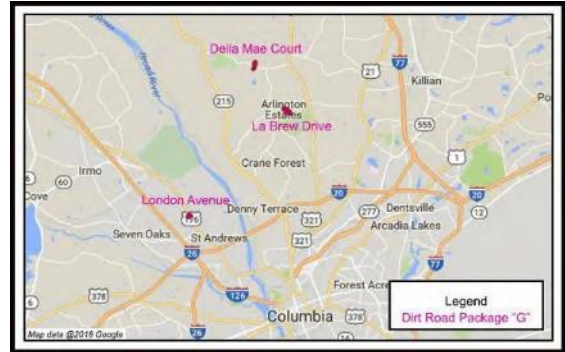 Della Mae Court
77
21
Killian
215
Arlington
Estates
La Brew Drive
555
Crane Forest
1
Irmo
60
Cove
London Avenue
176
Denny Terrace
20
277
Dentsville
20
12
Seven Oaks
St Andrews
321
321
Arcadia Lakes
26
77
Forest Acre
6
378
126
Columbia
378
26
Legend
Dirt Road Package "G"
Map data @2016 Google